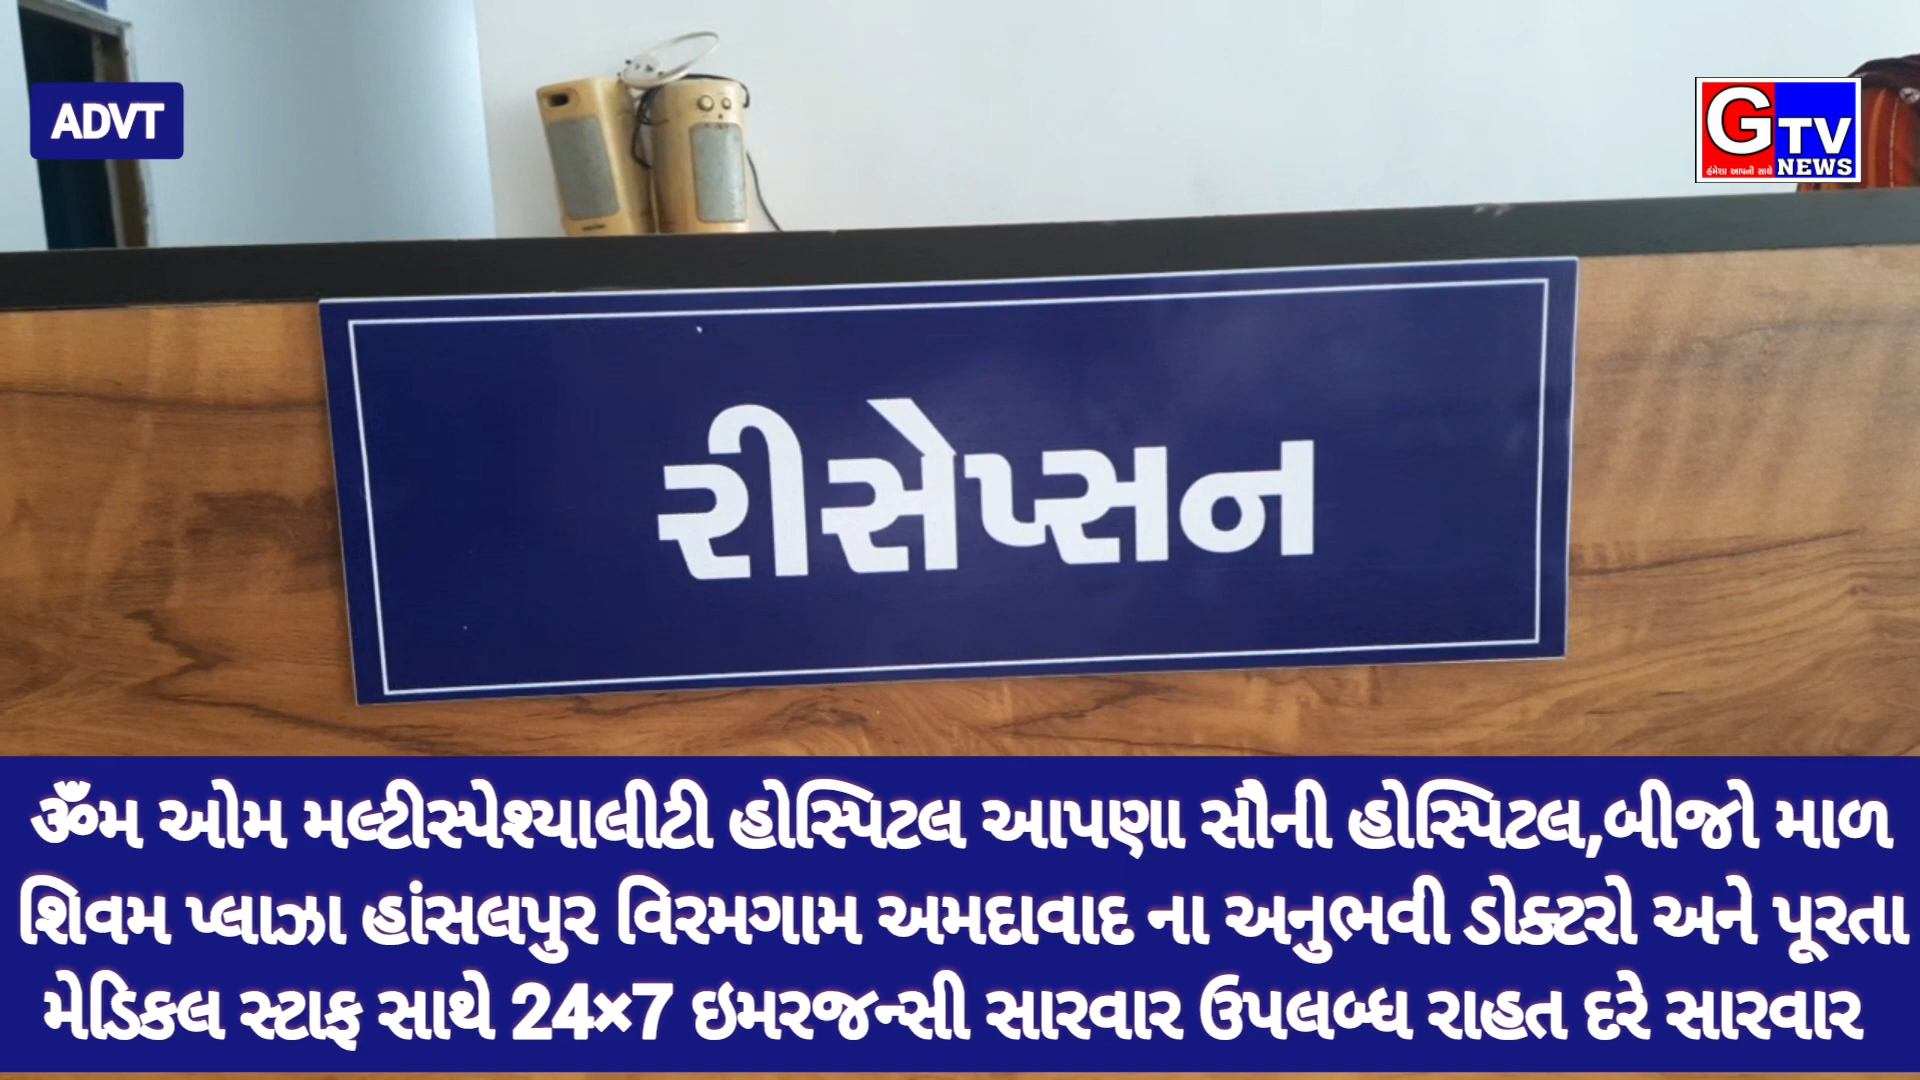 ADVT
G TV
NEWS
હંમેશા આપની સાથે
રીસેપ્સન
ૐમ ઓમ મલ્ટીસ્પેશ્યાલીટી હોસ્પિટલ આપણા સૌની હોસ્પિટલ,બીજો માળ
શિવમ પ્લાઝા હાંસલપુર વિરમગામ અમદાવાદ ના અનુભવી ડોક્ટરો અને પૂરતા
મેડિકલ સ્ટાફ સાથે 24×7 ઇમરજન્સી સારવાર ઉપલબ્ધ રાહત દરે સારવાર